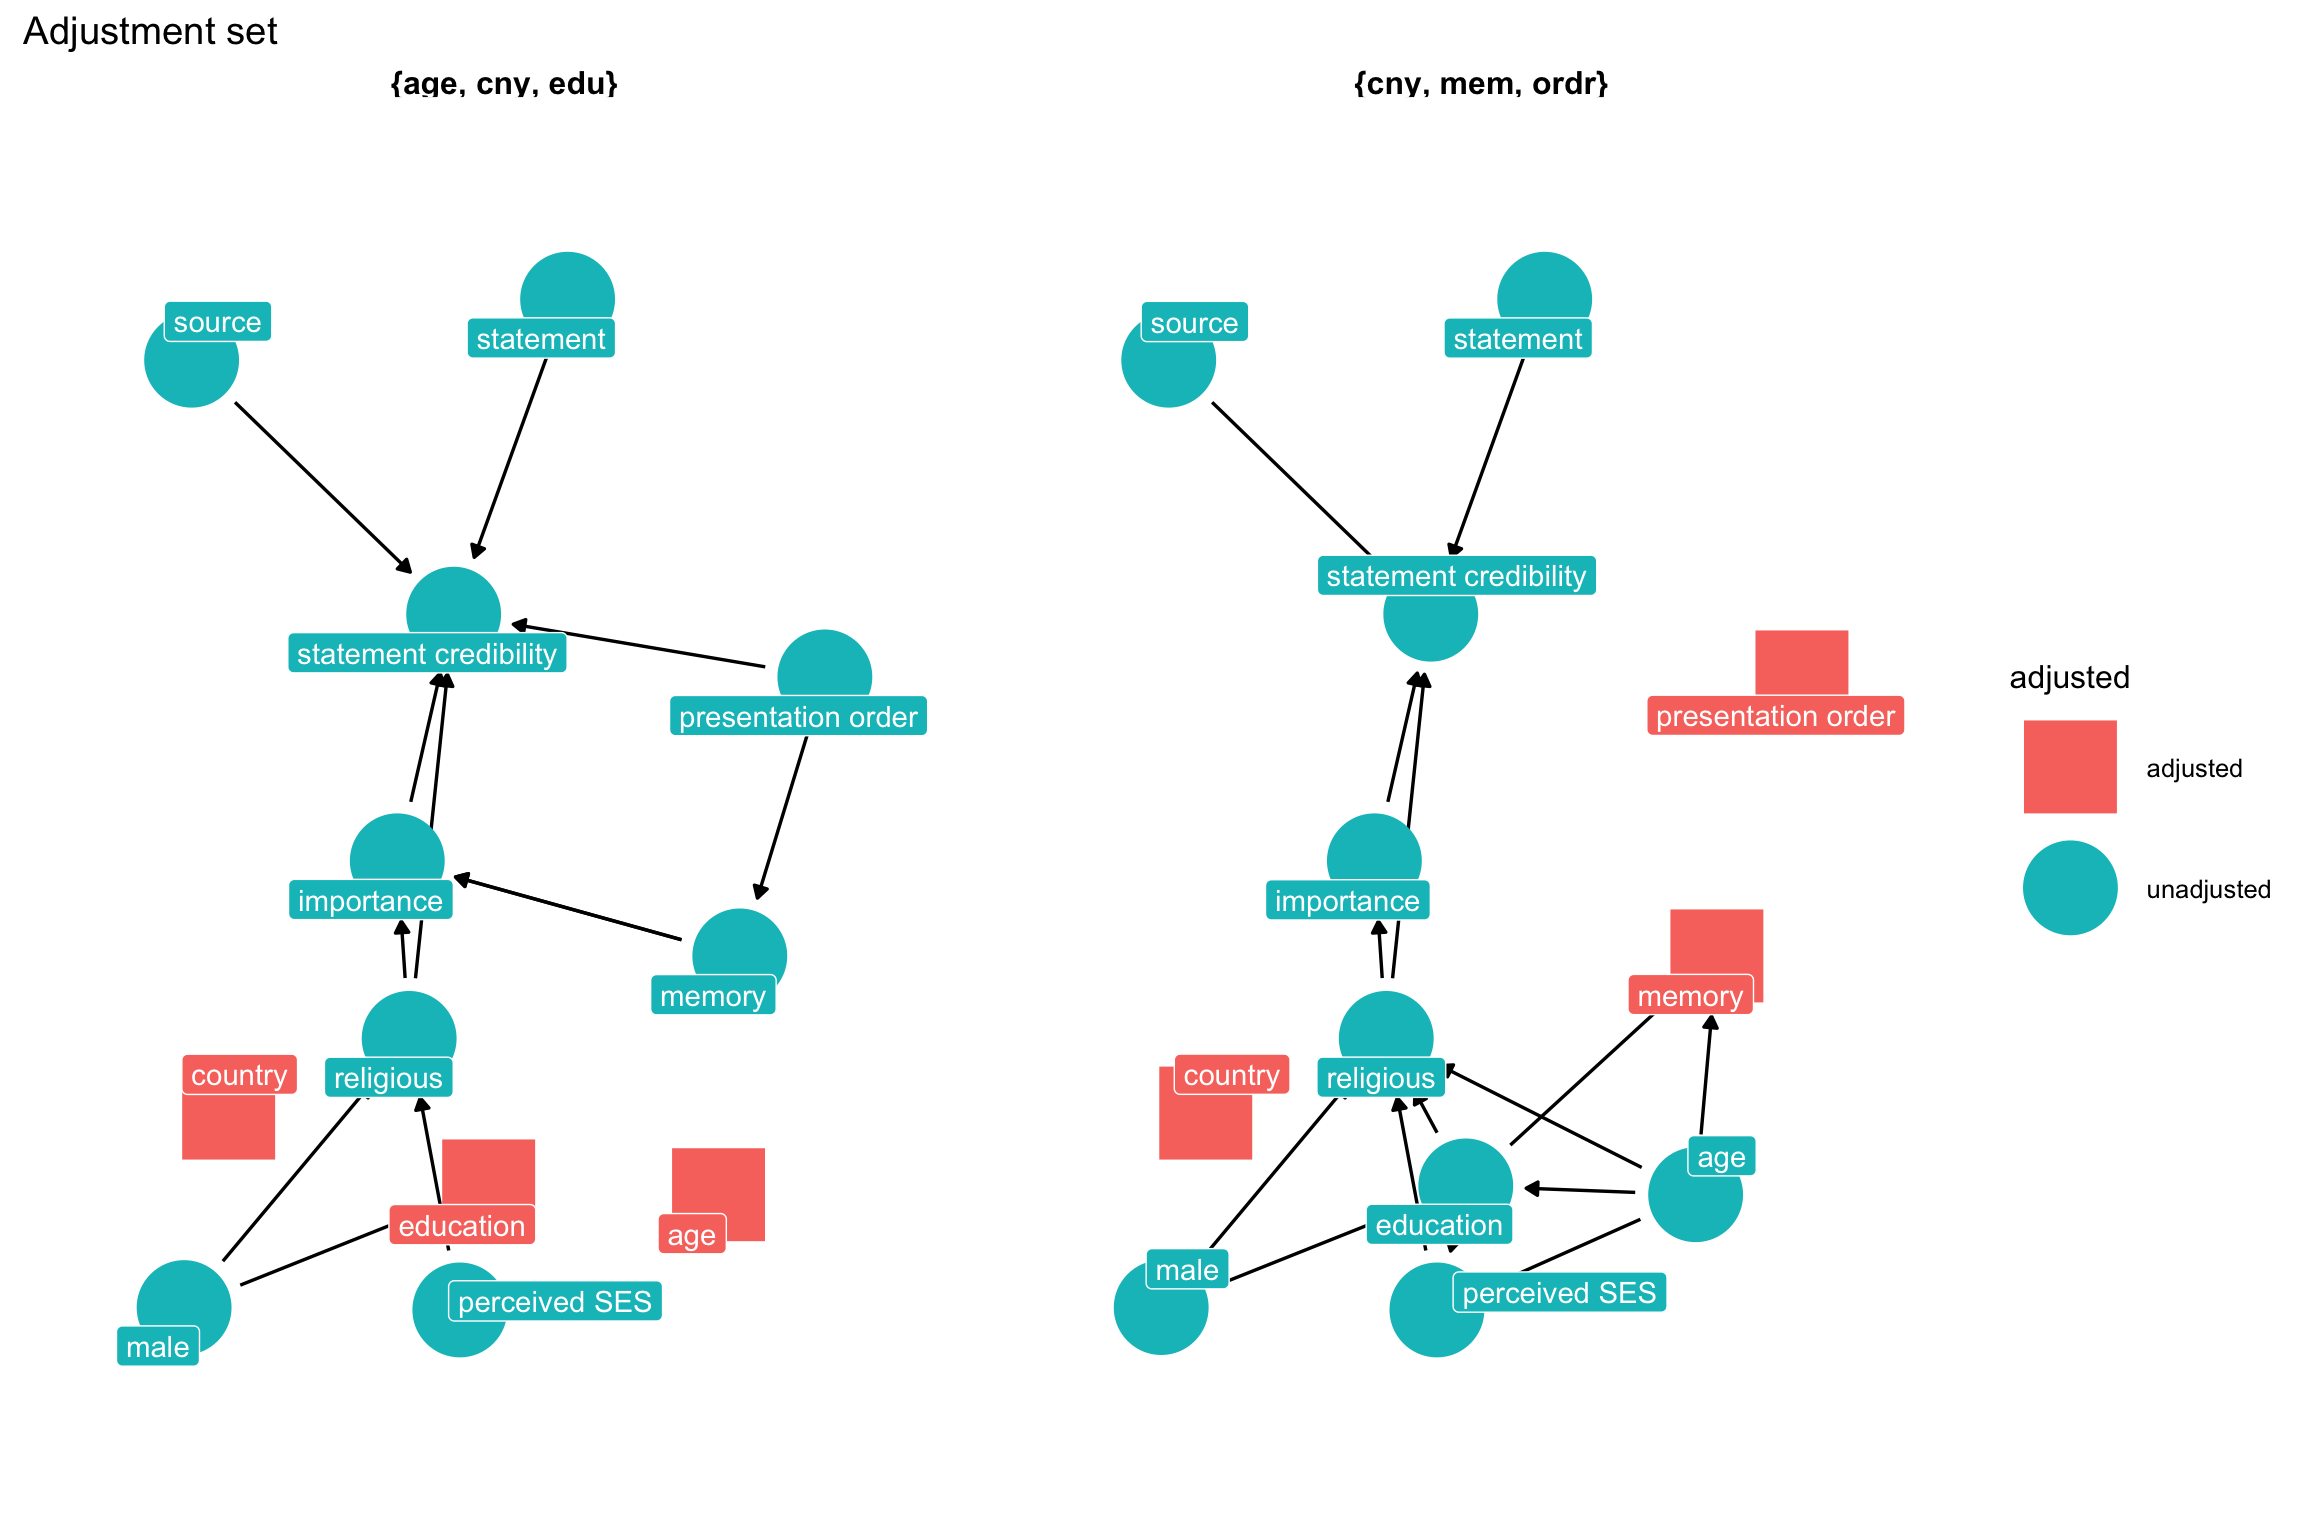 Adjustment set
{age, cny, edu}
source
statement
statement credibility
presentation order
importance
memory
country
religious
education
age
perceived SES
male
{cny, mem, ordr}
source
statement
statement credibility
presentation order
importance
memory
country
religious
age
education
male
perceived SES
adjusted
adjusted
unadjusted